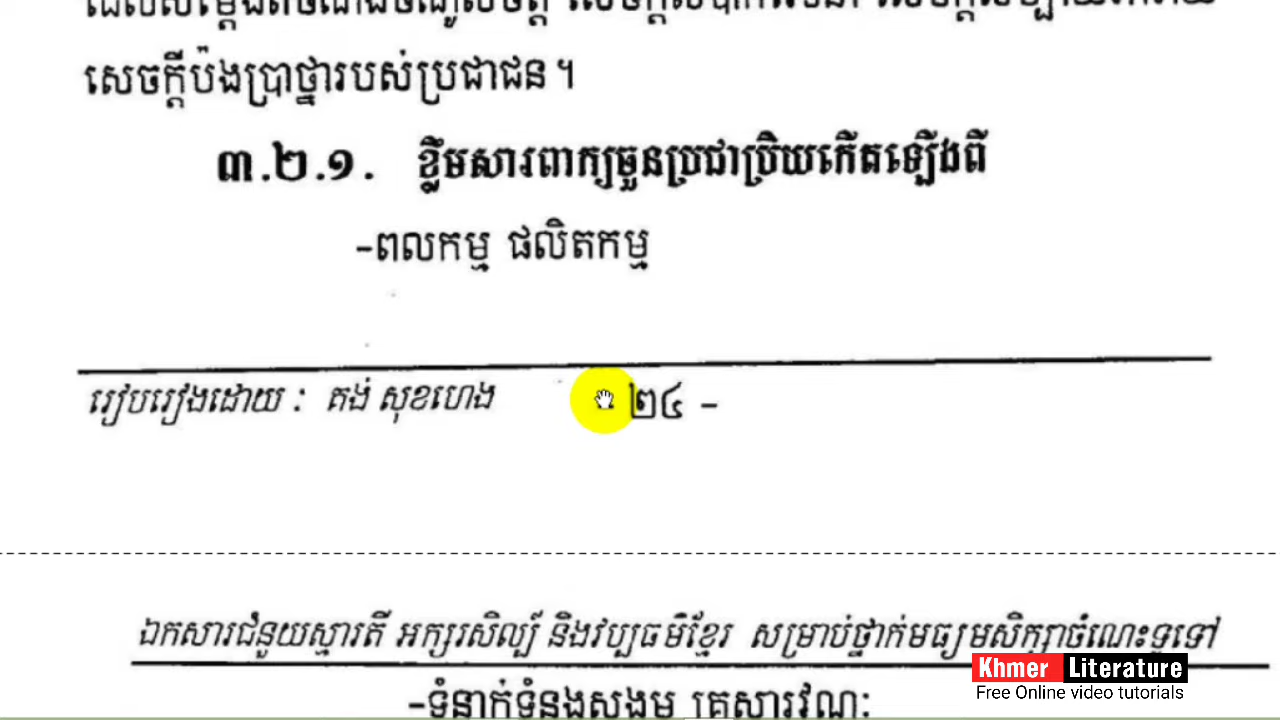 សេចក្តីប៉ងប្រាថ្នារបស់ប្រជាជន។
៣.២.១. ខ្លឹមសារពាក្យចួនប្រជាប្រិយកើតឡើងពី
-ពលកម្ម ផលិតកម្ម
រៀបរៀងដោយ : គង់ សុខហេង ២៤ -
ឯកសារជំនួយស្មារតី អក្សរសិល្ប៍ និងវប្បធម៌ខ្មែរ សម្រាប់ថ្នាក់មធ្យមសិក្សាចំណេះទូទៅ
Khmer Literature
Free Online video tutorials
-ទំនាក់ទំនងសង្គម គ្រួសារវណ្ណៈ